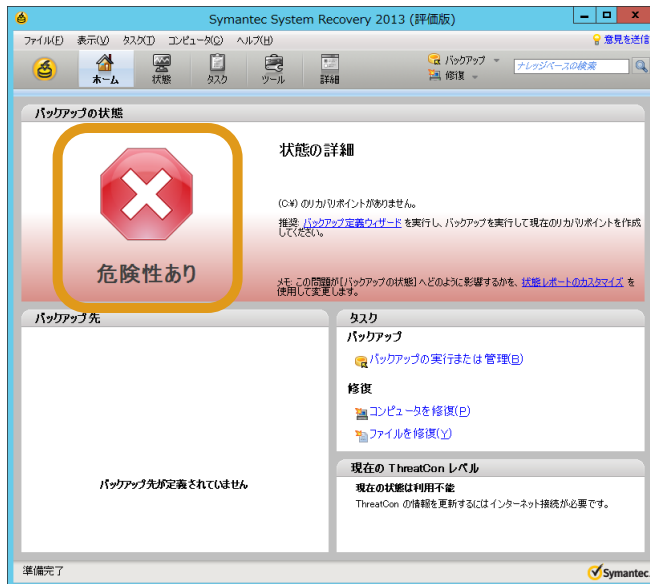 Symantec System Recovery 2013 (評価版)
ファイル(F) 表示(V) タスク(T) コンピュータ(C) ヘルプ(H) 意見を送信
ホーム 状態 タスク ツール 詳細
バックアップ
修復
ナレッジベースの検索
バックアップの状態
危険性あり
状態の詳細
(C:¥) のリカバリポイントがありません。
推奨: バックアップ定義ウィザード を実行し、バックアップを実行して現在のリカバリポイントを作成
してください。
メモ: この問題が[バックアップの状態] へどのように影響するかを、状態レポートのカスタマイズ を
使用して変更します。
バックアップ先
バックアップ先が定義されていません
タスク
バックアップ
バックアップの実行または管理(B)
修復
コンピュータを修復(P)
ファイルを修復(Y)
現在の ThreatCon レベル
現在の状態は利用不能
ThreatCon の情報を更新するにはインターネット接続が必要です。
準備完了
Symantec.